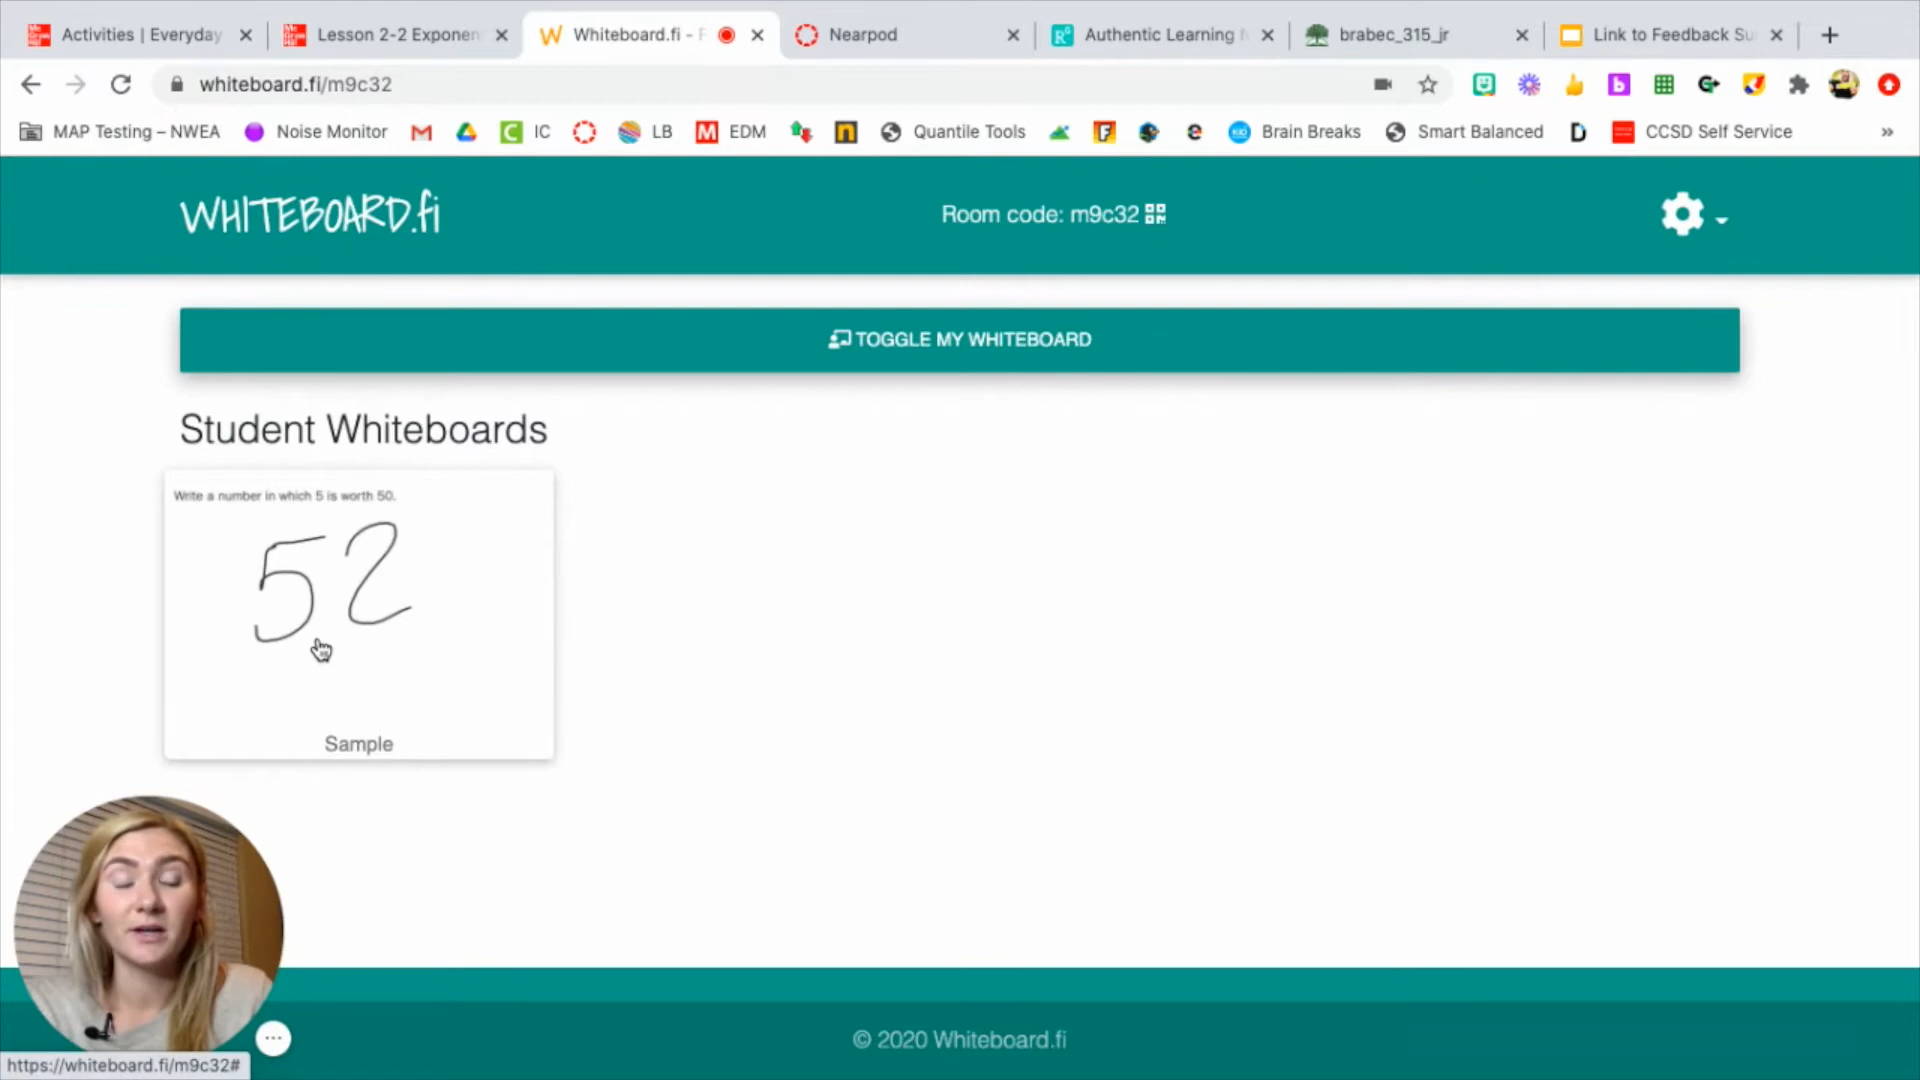 Activities | Everyday
Lesson 2-2 Exponen
Whiteboard.fi -
Nearpod
Authentic Learning
brabec_315_jr
Link to Feedback Su
whiteboard.fi/m9c32
MAP Testing – NWEA
Noise Monitor
IC
LB
EDM
Quantile Tools
Brain Breaks
Smart Balanced
CCSD Self Service
WHITEBOARD.fi
Room code: m9c32
TOGGLE MY WHITEBOARD
Student Whiteboards
Write a number in which 5 is worth 50.
52
Sample
© 2020 Whiteboard.fi
https://whiteboard.fi/m9c32#